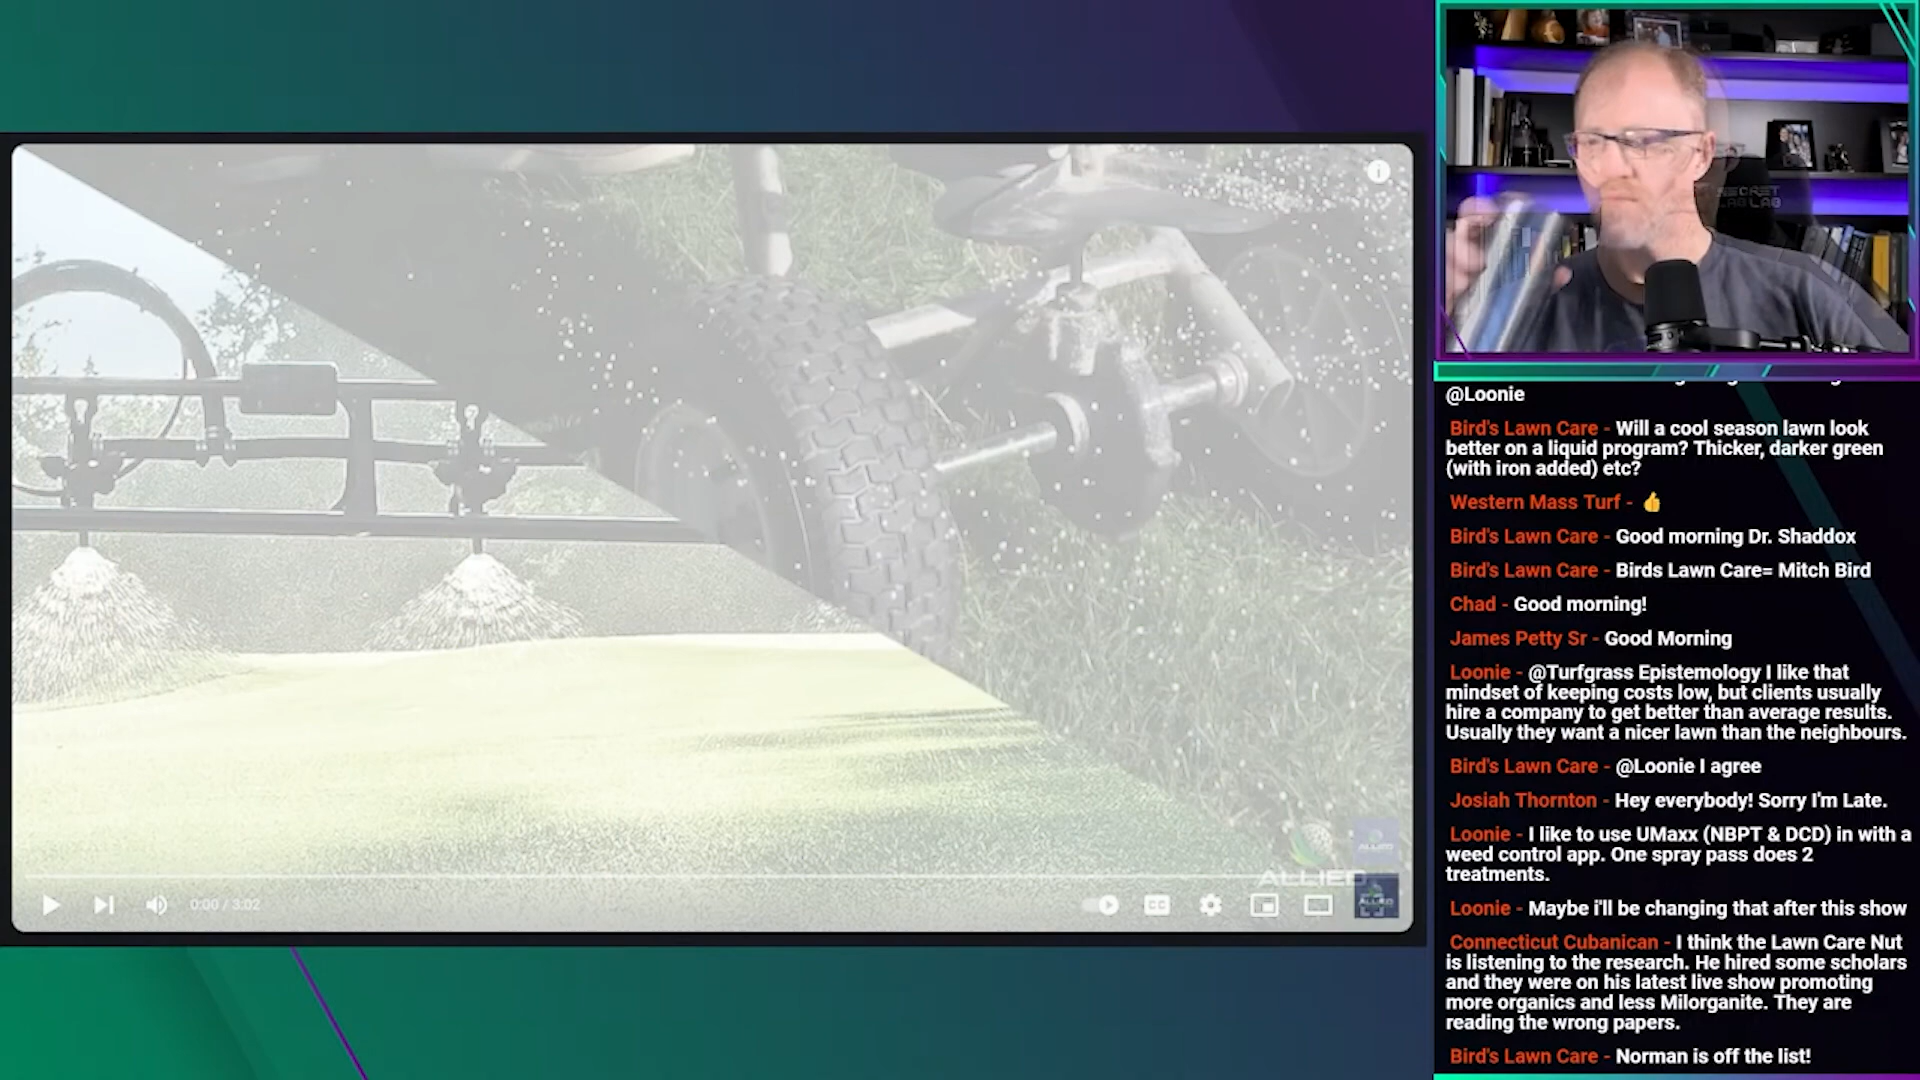 0:00 / 3:02
CC
ALLIED
ALLIED
ALLIED
SECRET
LAB LAB
@Loonie
Bird's Lawn Care - Will a cool season lawn look
better on a liquid program? Thicker, darker green
(with iron added) etc?
Western Mass Turf - 👍
Bird's Lawn Care - Good morning Dr. Shaddox
Bird's Lawn Care - Birds Lawn Care= Mitch Bird
Chad - Good morning!
James Petty Sr - Good Morning
Loonie - @Turfgrass Epistemology I like that
mindset of keeping costs low, but clients usually
hire a company to get better than average results.
Usually they want a nicer lawn than the neighbours.
Bird's Lawn Care - @Loonie I agree
Josiah Thornton - Hey everybody! Sorry I'm Late.
Loonie - I like to use UMaxx (NBPT & DCD) in with a
weed control app. One spray pass does 2
treatments.
Loonie - Maybe i'll be changing that after this show
Connecticut Cubanican - I think the Lawn Care Nut
is listening to the research. He hired some scholars
and they were on his latest live show promoting
more organics and less Milorganite. They are
reading the wrong papers.
Bird's Lawn Care - Norman is off the list!